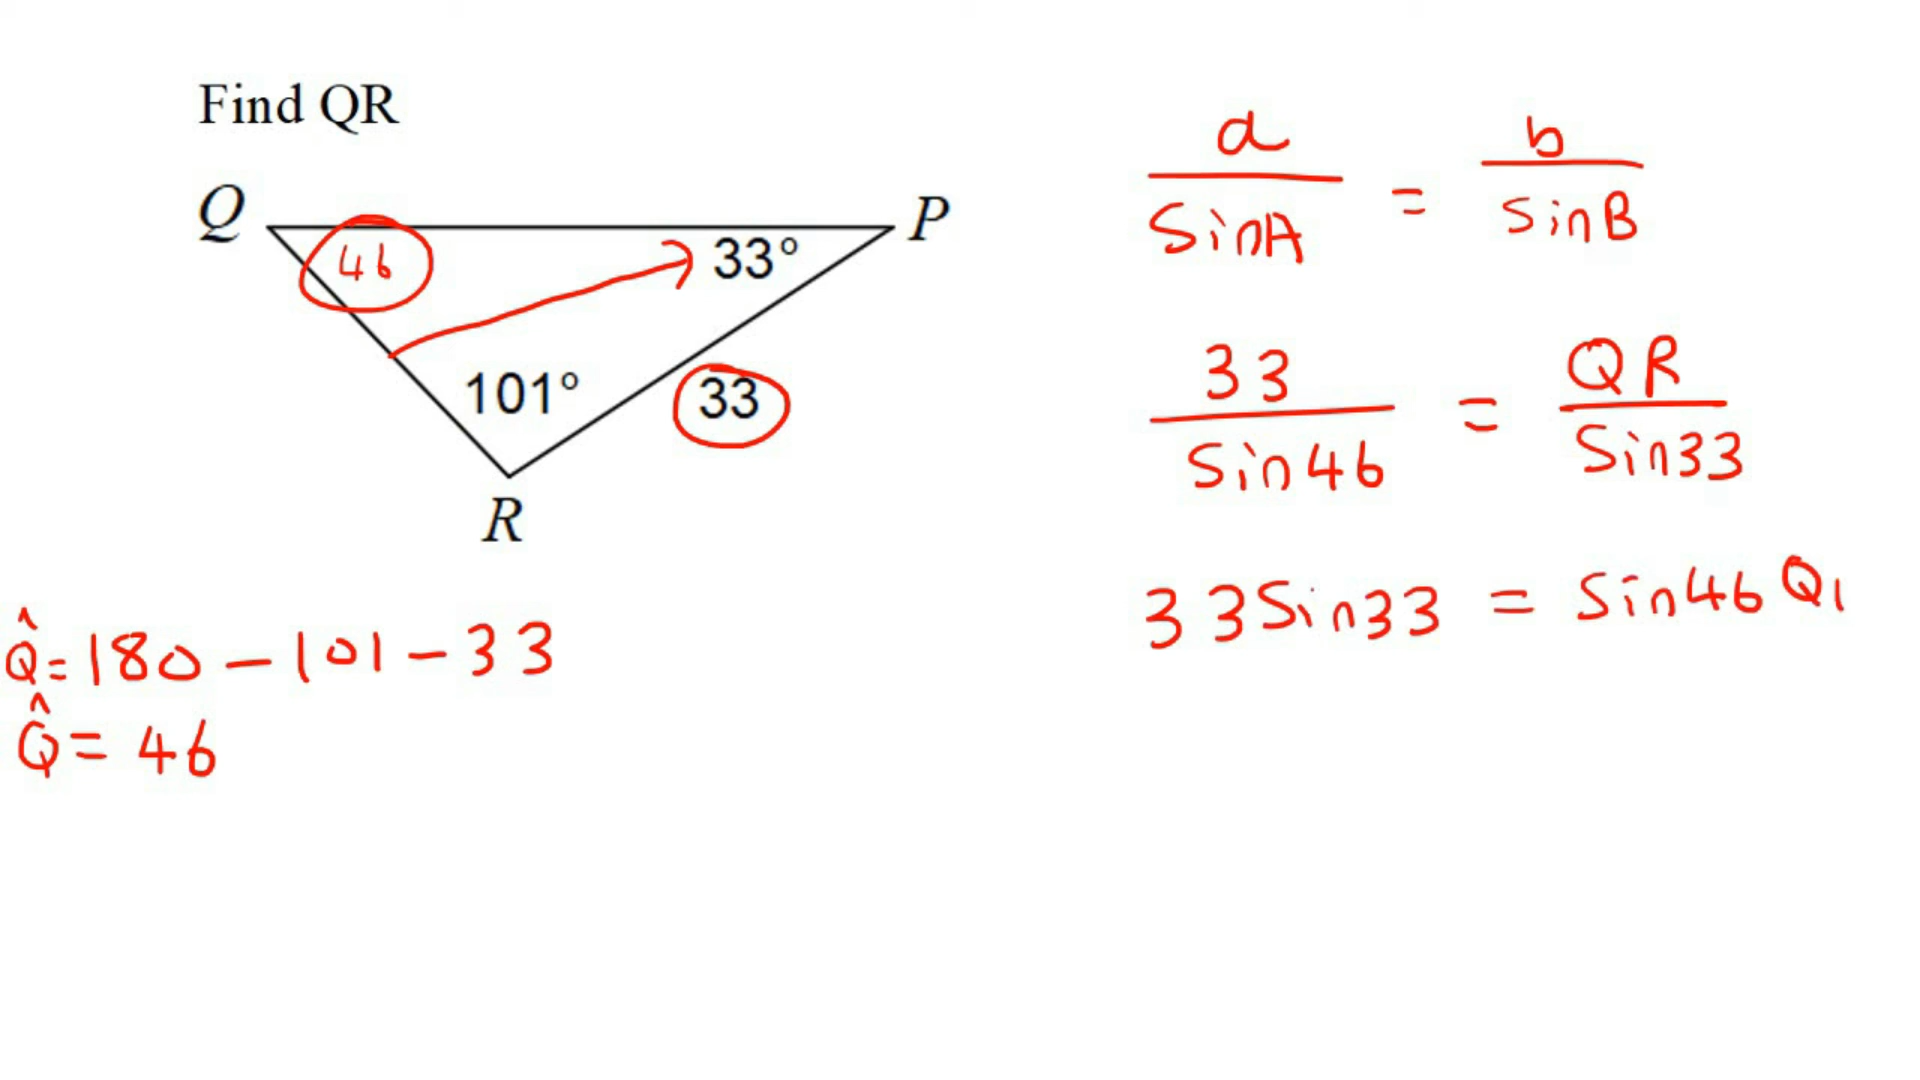 Find QR
Q
P
46
33°
101°
33
R
Q̂ = 180 - 101 - 33
Q̂ = 46
a/SinA = b/SinB
33/Sin46 = QR/Sin33
33Sin33 = Sin46 Q